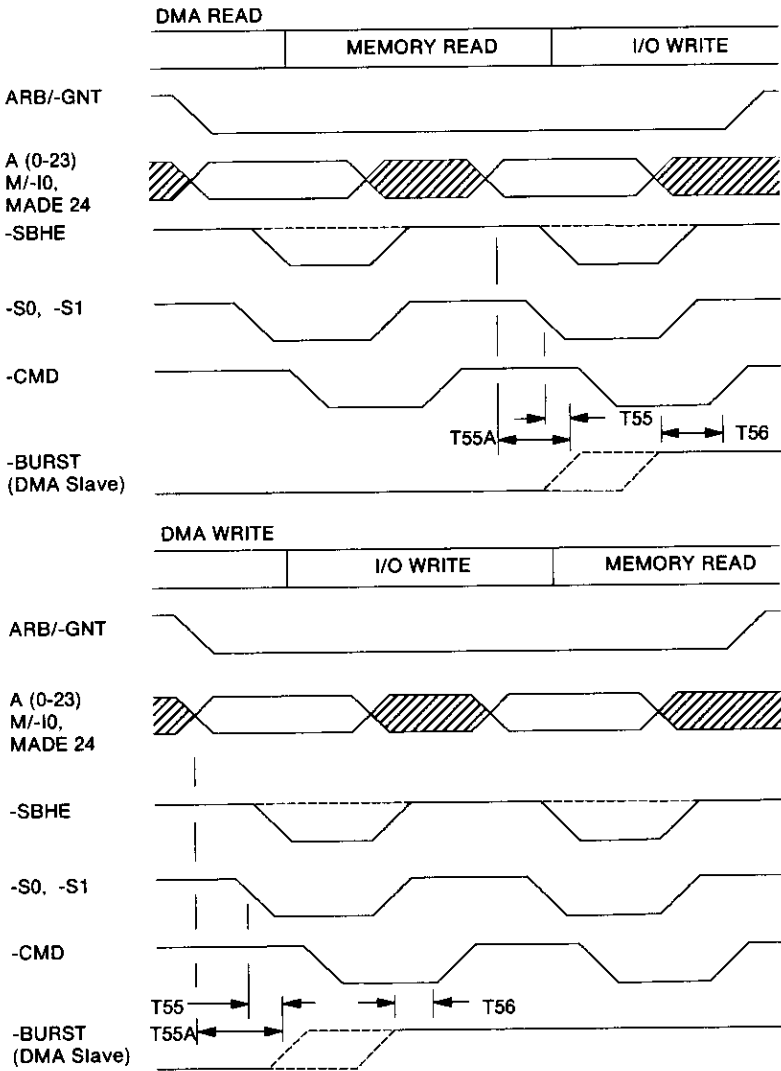 DMA READ
MEMORY READ I/O WRITE
ARB/-GNT
A (0-23)
M/-I0,
MADE 24
-SBHE
-S0, -S1
-CMD
T55
T55A T56
-BURST
(DMA Slave)
DMA WRITE
I/O WRITE MEMORY READ
ARB/-GNT
A (0-23)
M/-I0,
MADE 24
-SBHE
-S0, -S1
-CMD
T55 T56
-BURST T55A
(DMA Slave)